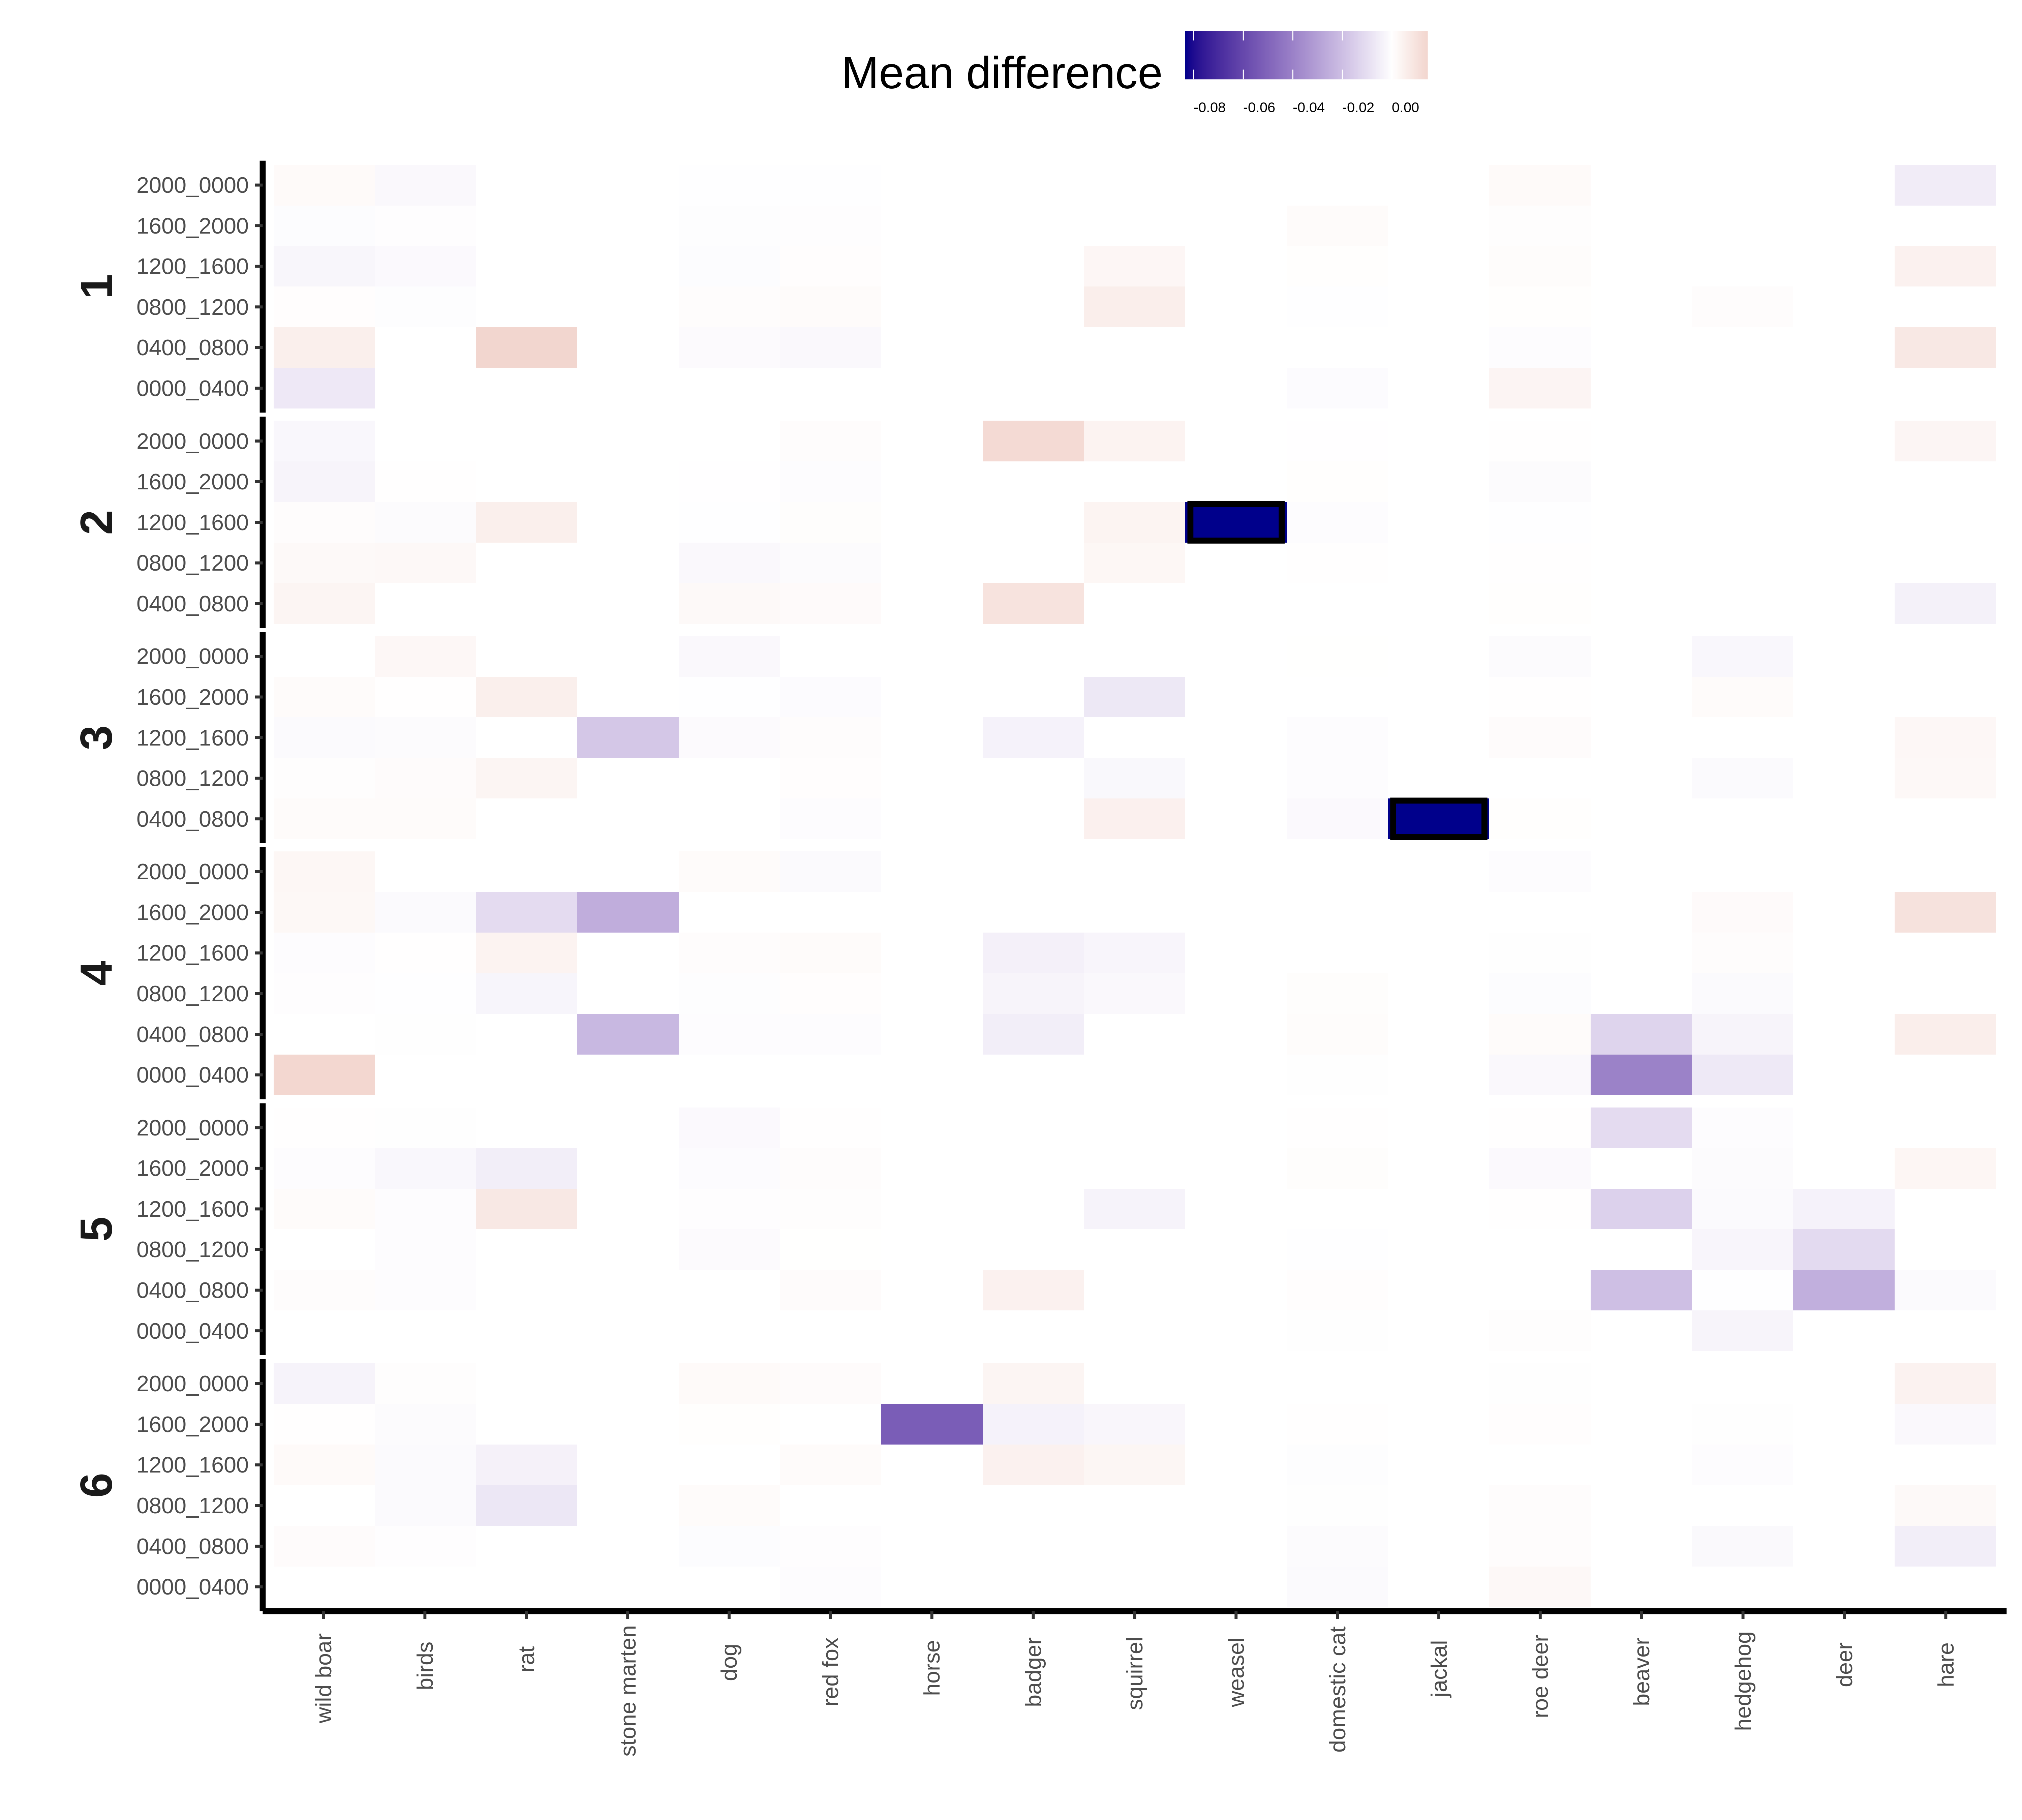 Mean difference
-0.08 -0.06 -0.04 -0.02 0.00
1
2000_0000
1600_2000
1200_1600
0800_1200
0400_0800
0000_0400
2
2000_0000
1600_2000
1200_1600
0800_1200
0400_0800
3
2000_0000
1600_2000
1200_1600
0800_1200
0400_0800
4
2000_0000
1600_2000
1200_1600
0800_1200
0400_0800
0000_0400
5
2000_0000
1600_2000
1200_1600
0800_1200
0400_0800
0000_0400
6
2000_0000
1600_2000
1200_1600
0800_1200
0400_0800
0000_0400
wild boar
birds
rat
stone marten
dog
red fox
horse
badger
squirrel
weasel
domestic cat
jackal
roe deer
beaver
hedgehog
deer
hare